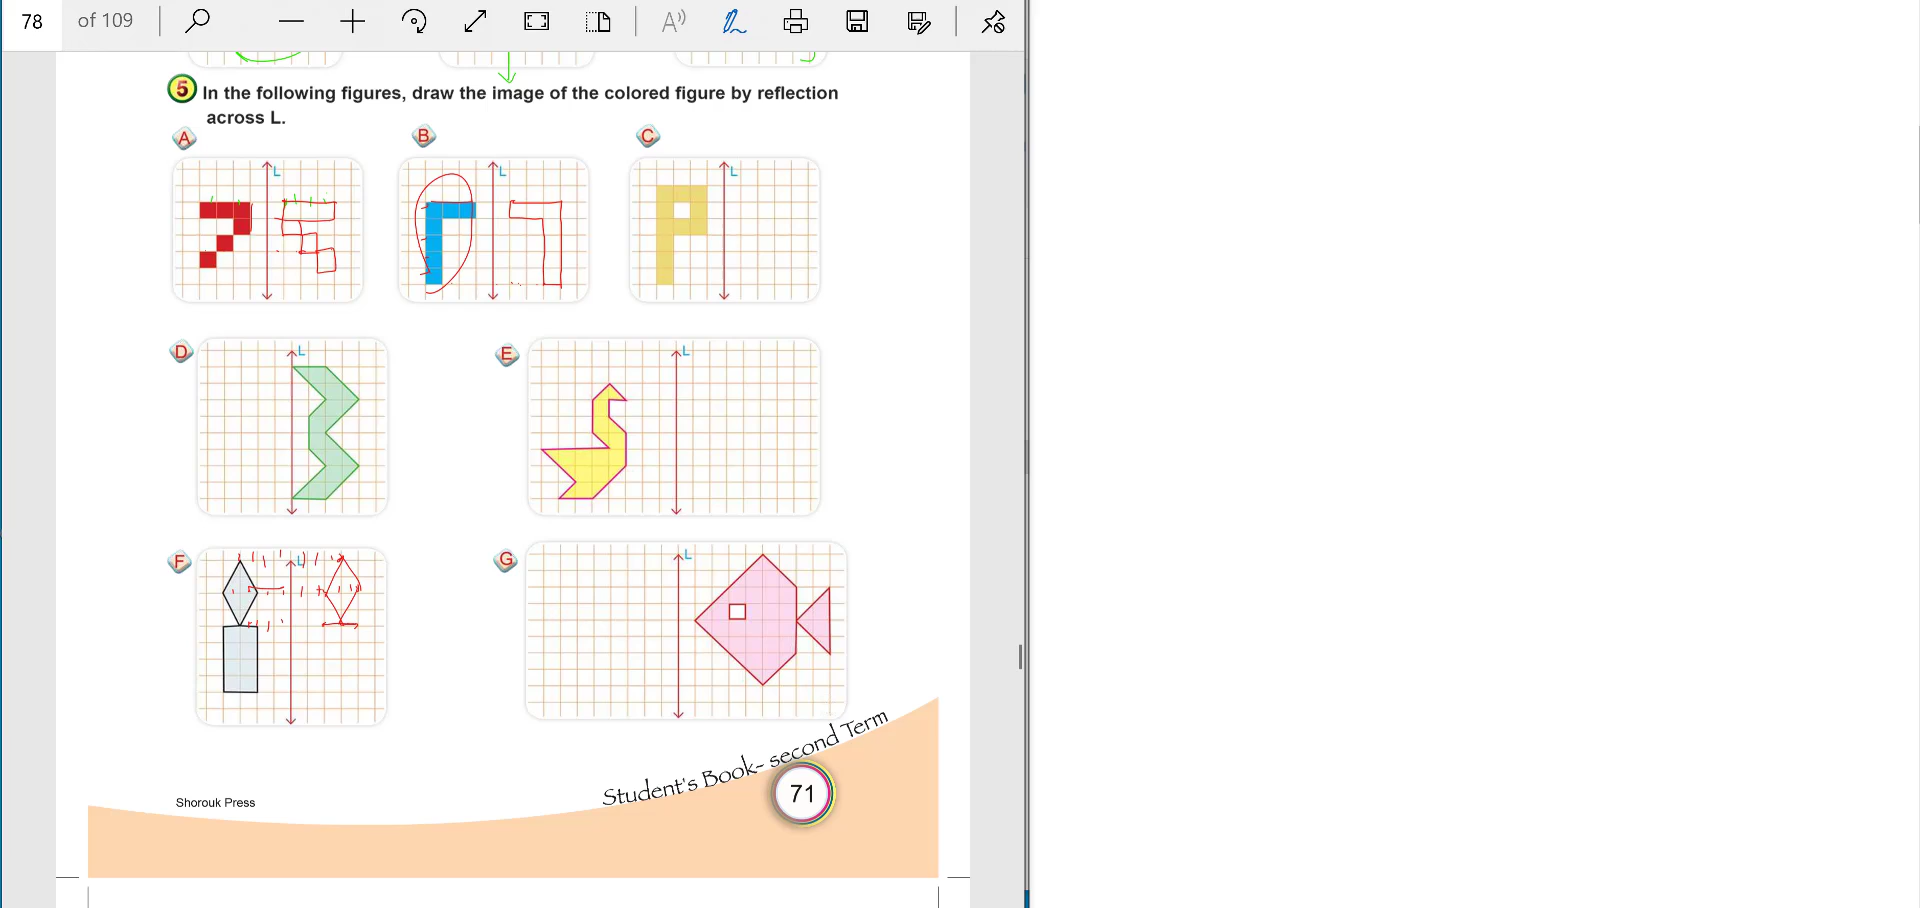 78 of 109
5 In the following figures, draw the image of the colored figure by reflection
across L.
A B C
L L L
D E
L L
F G
L L
Student's Book- second Term
Shorouk Press
71